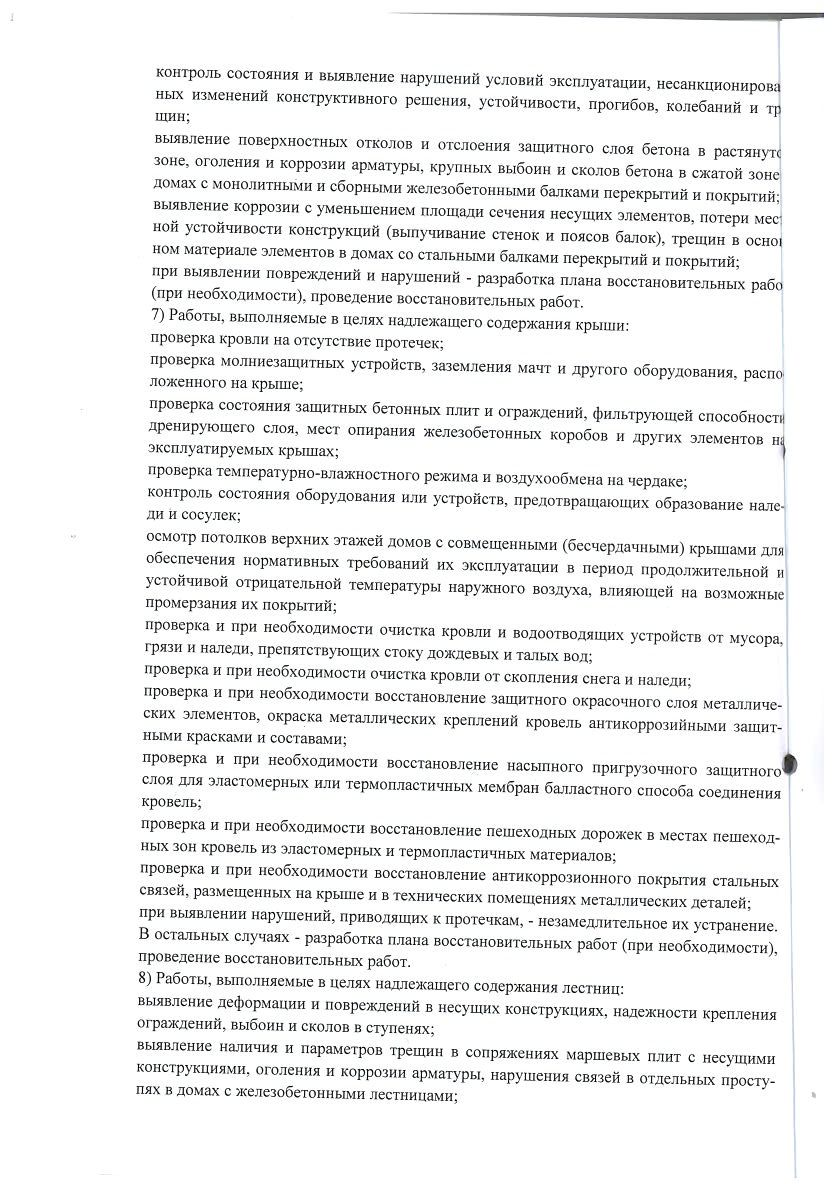 контроль состояния и выявление нарушений условий эксплуатации, несанкционирова
ных изменений конструктивного решения, устойчивости, прогибов, колебаний и тр
щин;
выявление поверхностных отколов и отслоения защитного слоя бетона в растянуто
зоне, оголения и коррозии арматуры, крупных выбоин и сколов бетона в сжатой зоне
домах с монолитными и сборными железобетонными балками перекрытий и покрытий;
выявление коррозии с уменьшением площади сечения несущих элементов, потери мес
ной устойчивости конструкций (выпучивание стенок и поясов балок), трещин в осно
ном материале элементов в домах со стальными балками перекрытий и покрытий;
при выявлении повреждений и нарушений - разработка плана восстановительных рабо
(при необходимости), проведение восстановительных работ.
7) Работы, выполняемые в целях надлежащего содержания крыши:
проверка кровли на отсутствие протечек;
проверка молниезащитных устройств, заземления мачт и другого оборудования, распо
ложенного на крыше;
проверка состояния защитных бетонных плит и ограждений, фильтрующей способности
дренирующего слоя, мест опирания железобетонных коробов и других элементов на
эксплуатируемых крышах;
проверка температурно-влажностного режима и воздухообмена на чердаке;
контроль состояния оборудования или устройств, предотвращающих образование нале-
ди и сосулек;
осмотр потолков верхних этажей домов с совмещенными (бесчердачными) крышами для
обеспечения нормативных требований их эксплуатации в период продолжительной и
устойчивой отрицательной температуры наружного воздуха, влияющей на возможные
промерзания их покрытий;
проверка и при необходимости очистка кровли и водоотводящих устройств от мусора,
грязи и наледи, препятствующих стоку дождевых и талых вод;
проверка и при необходимости очистка кровли от скопления снега и наледи;
проверка и при необходимости восстановление защитного окрасочного слоя металличе-
ских элементов, окраска металлических креплений кровель антикоррозийными защит-
ными красками и составами;
проверка и при необходимости восстановление насыпного пригрузочного защитного
слоя для эластомерных или термопластичных мембран балластного способа соединения
кровель;
проверка и при необходимости восстановление пешеходных дорожек в местах пешеход-
ных зон кровель из эластомерных и термопластичных материалов;
проверка и при необходимости восстановление антикоррозионного покрытия стальных
связей, размещенных на крыше и в технических помещениях металлических деталей;
при выявлении нарушений, приводящих к протечкам, - незамедлительное их устранение.
В остальных случаях - разработка плана восстановительных работ (при необходимости),
проведение восстановительных работ.
8) Работы, выполняемые в целях надлежащего содержания лестниц:
выявление деформации и повреждений в несущих конструкциях, надежности крепления
ограждений, выбоин и сколов в ступенях;
выявление наличия и параметров трещин в сопряжениях маршевых плит с несущими
конструкциями, оголения и коррозии арматуры, нарушения связей в отдельных просту-
пях в домах с железобетонными лестницами;